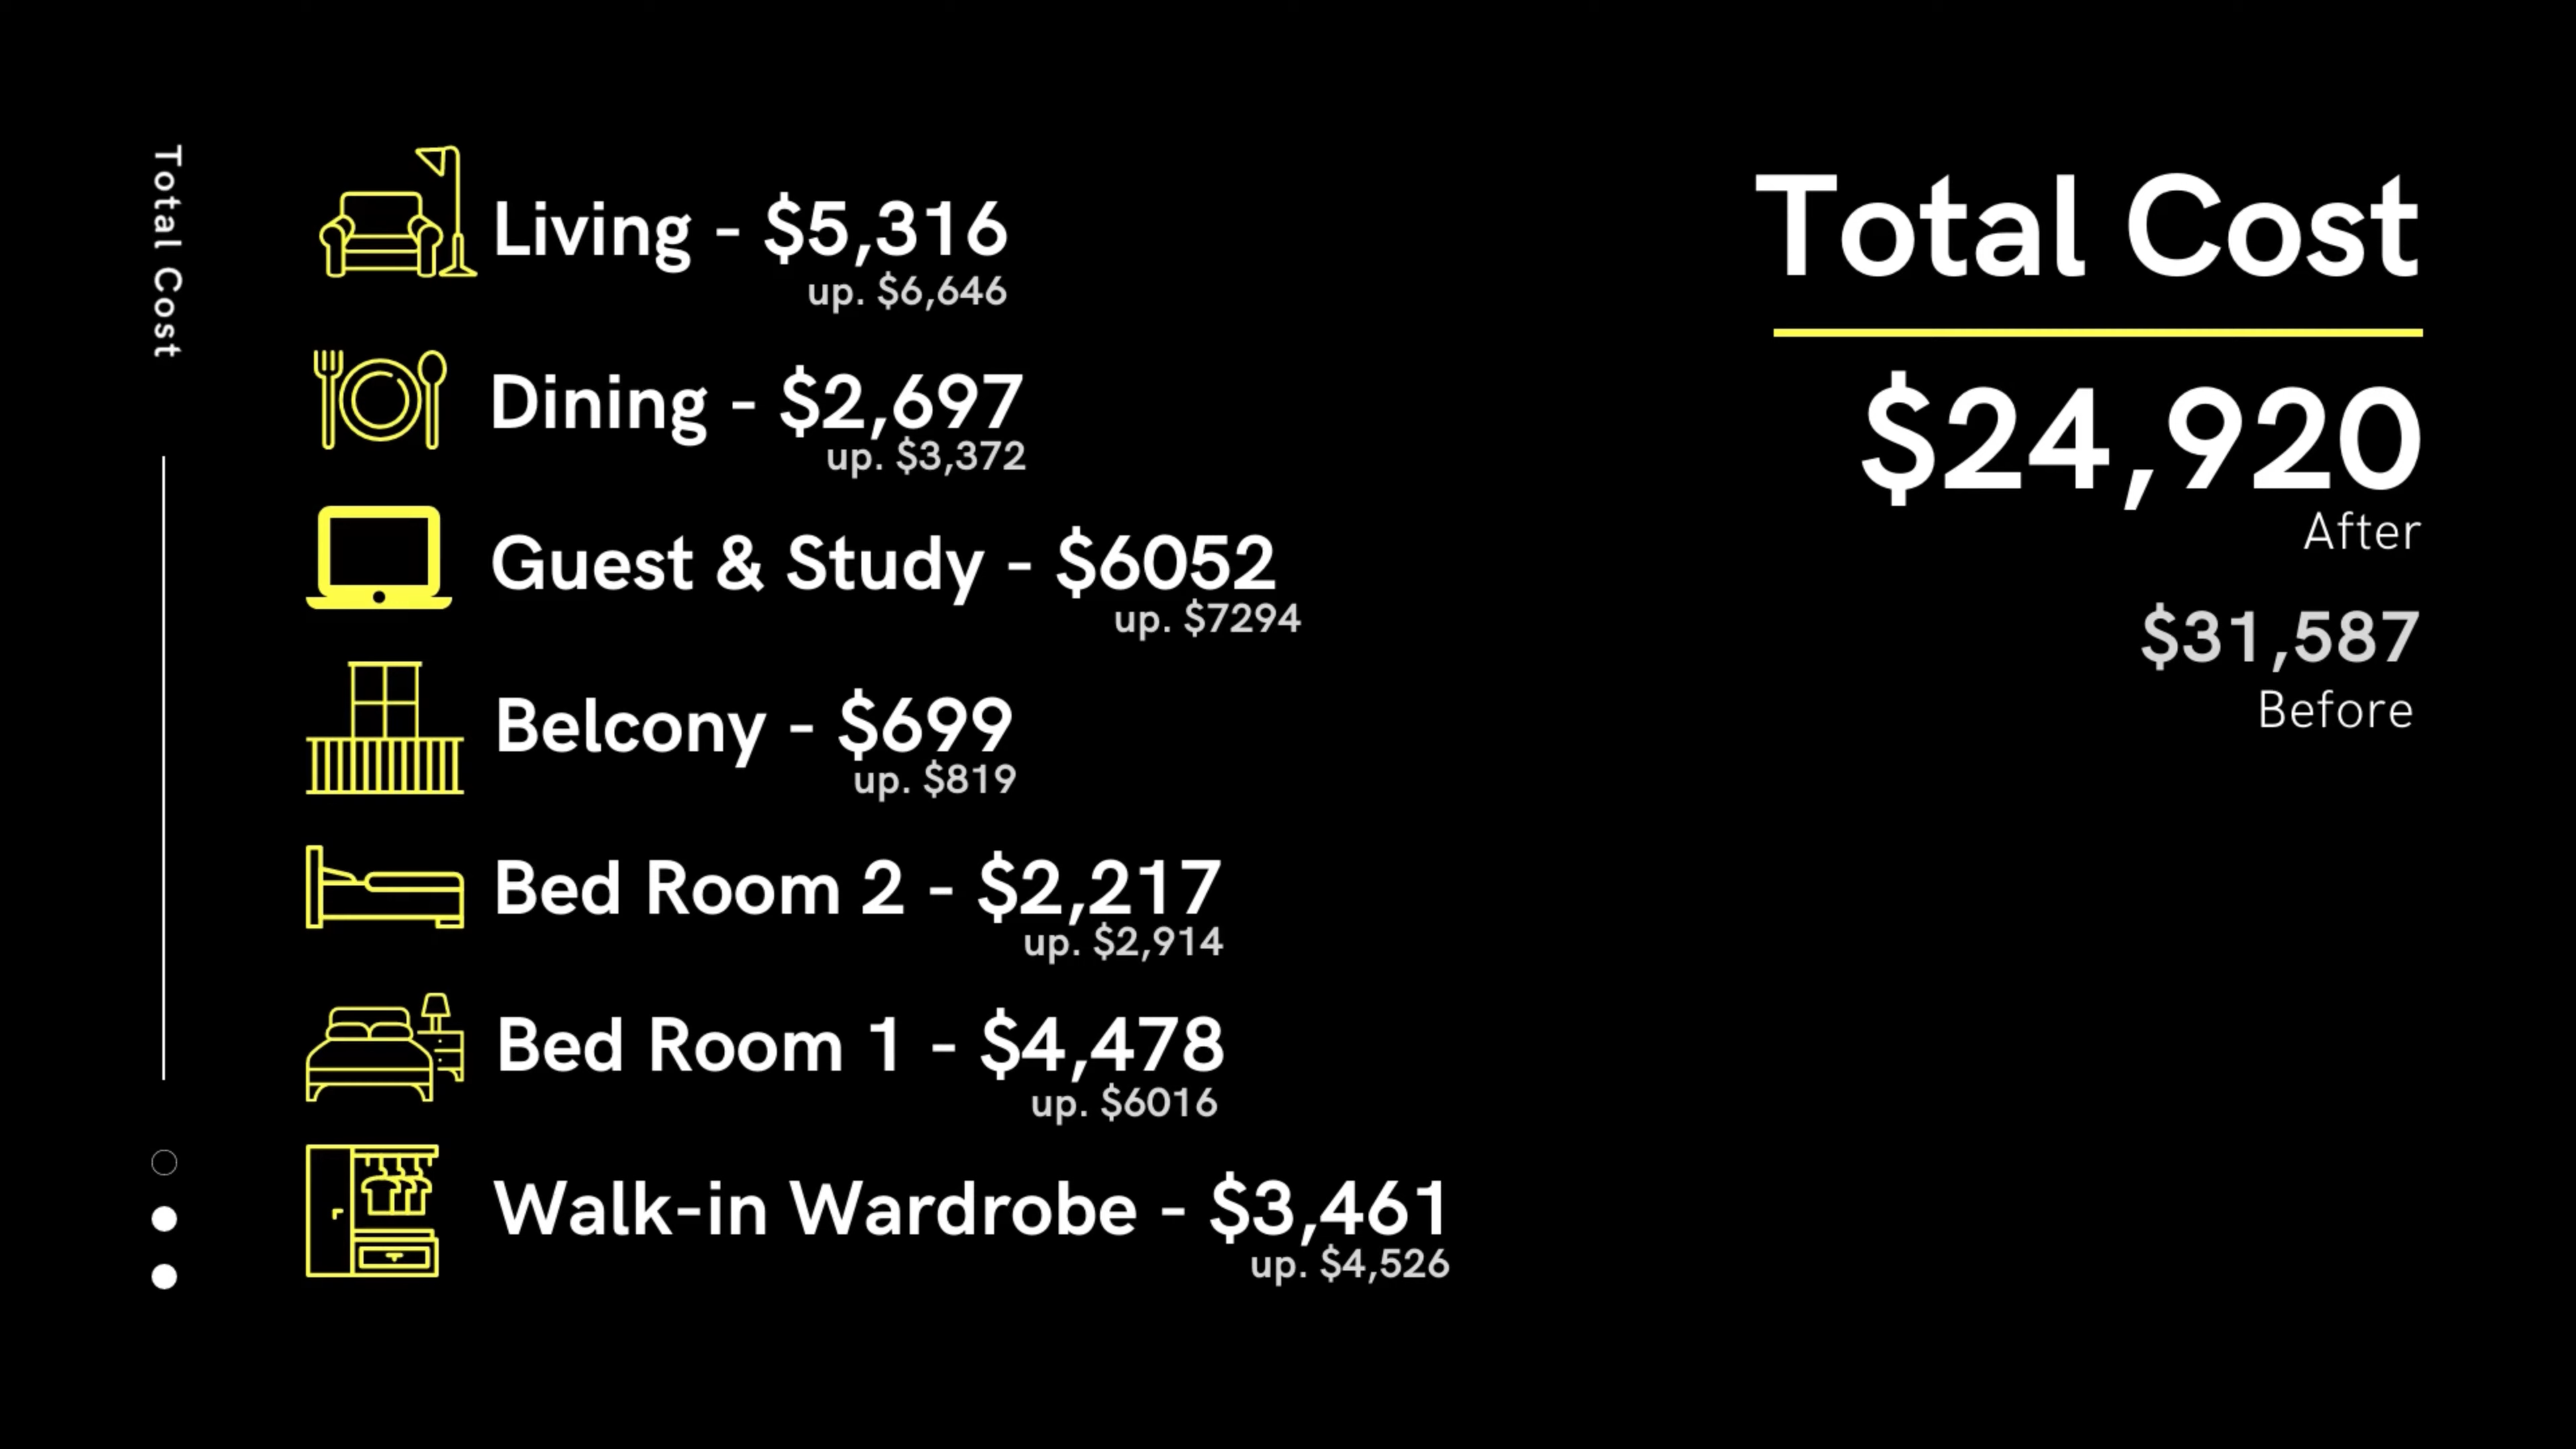 Total Cost
Living - $5,316
up. $6,646
Dining - $2,697
up. $3,372
Guest & Study - $6052
up. $7294
Belcony - $699
up. $819
Bed Room 2 - $2,217
up. $2,914
Bed Room 1 - $4,478
up. $6016
Walk-in Wardrobe - $3,461
up. $4,526
Total Cost
$24,920
After
$31,587
Before